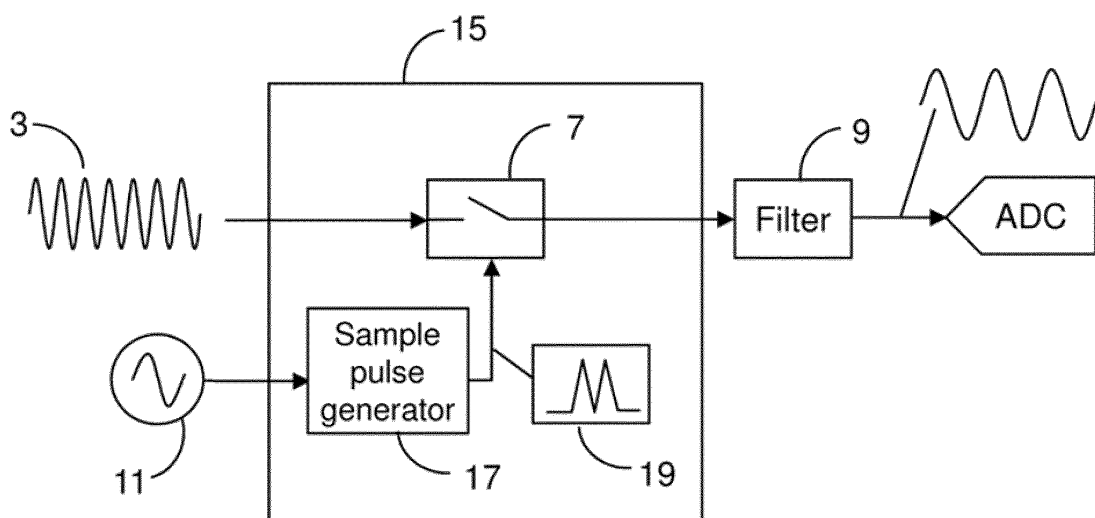 15
3
7
9
Filter
ADC
Sample
pulse
generator
11
17
19